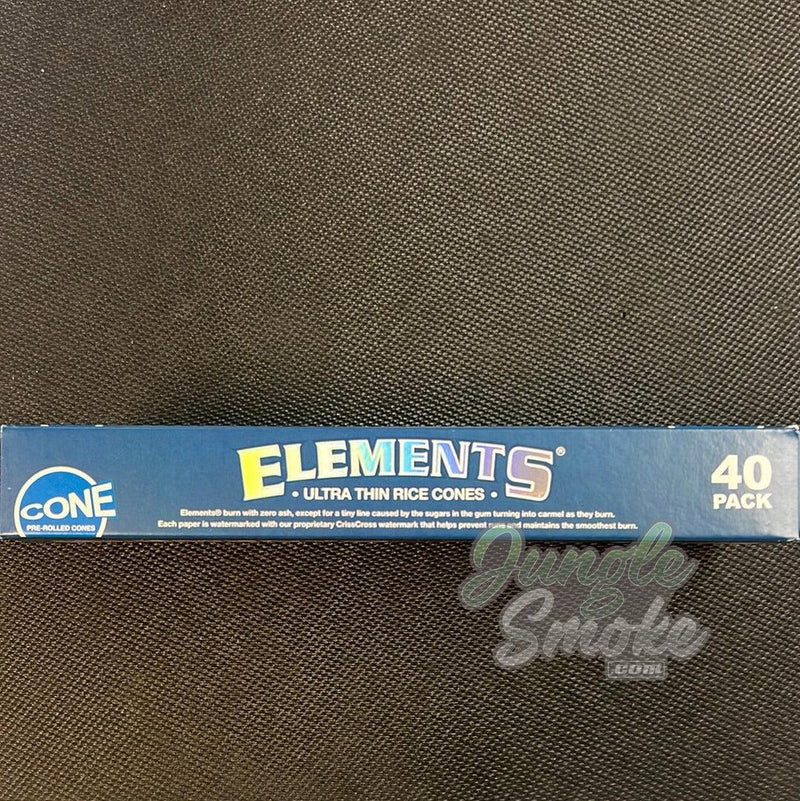 ELEMENTS®
· ULTRA THIN RICE CONES ·
CONE
PRE-ROLLED CONES
Elements® burn with zero ash, except for a tiny line caused by the sugars in the gum turning into carmel as they burn.
Each paper is watermarked with our proprietary CrissCross watermark that helps prevent runs and maintains the smoothest burn.
40
PACK
Jungle
Smoke
.com